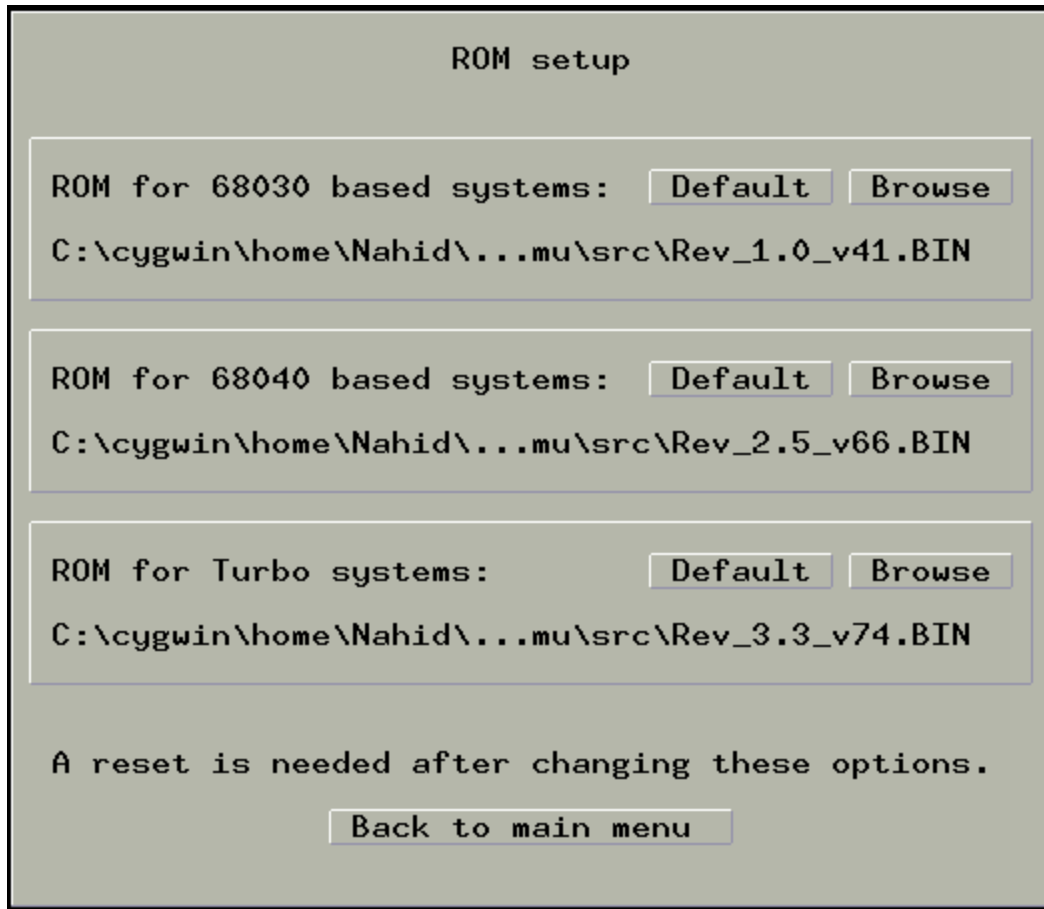 ROM setup
ROM for 68030 based systems: Default Browse
C:\cygwin\home\Nahid\...mu\src\Rev_1.0_v41.BIN
ROM for 68040 based systems: Default Browse
C:\cygwin\home\Nahid\...mu\src\Rev_2.5_v66.BIN
ROM for Turbo systems: Default Browse
C:\cygwin\home\Nahid\...mu\src\Rev_3.3_v74.BIN
A reset is needed after changing these options.
Back to main menu